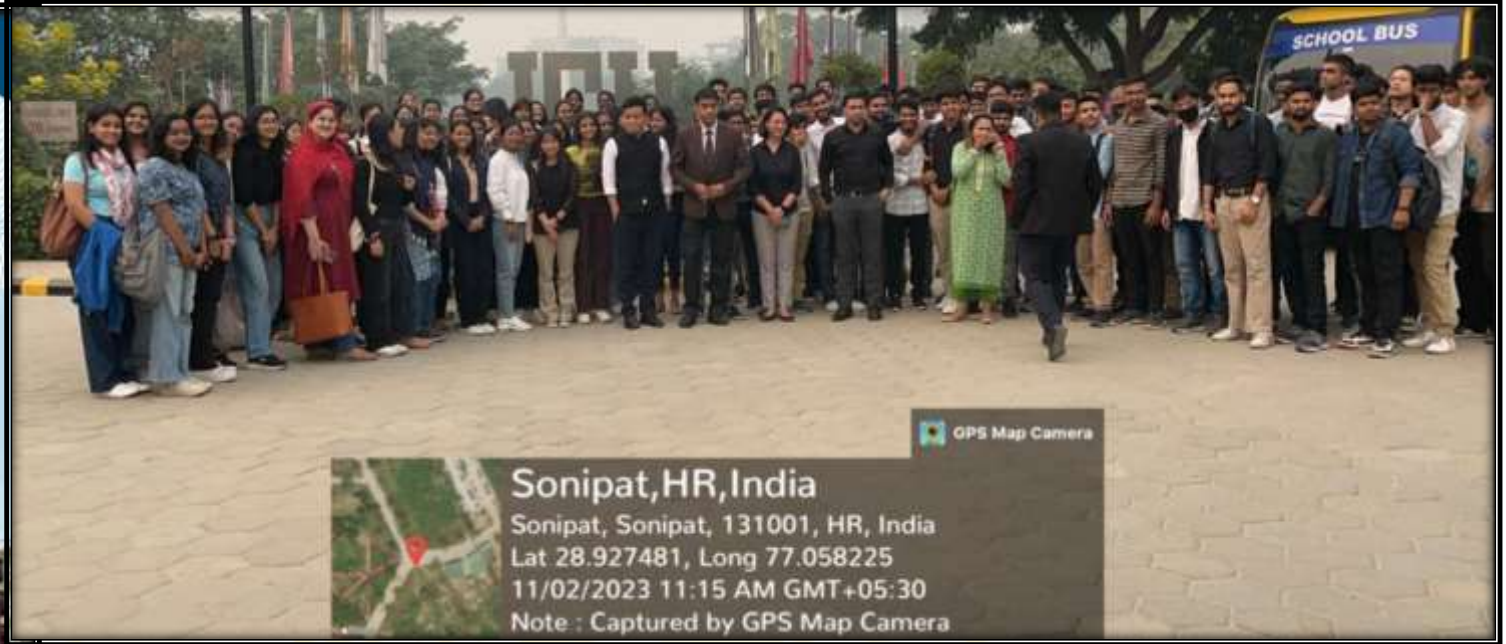 SCHOOL BUS
GPS Map Camera
Sonipat,HR,India
Sonipat, Sonipat, 131001, HR, India
Lat 28.927481, Long 77.058225
11/02/2023 11:15 AM GMT+05:30
Note : Captured by GPS Map Camera